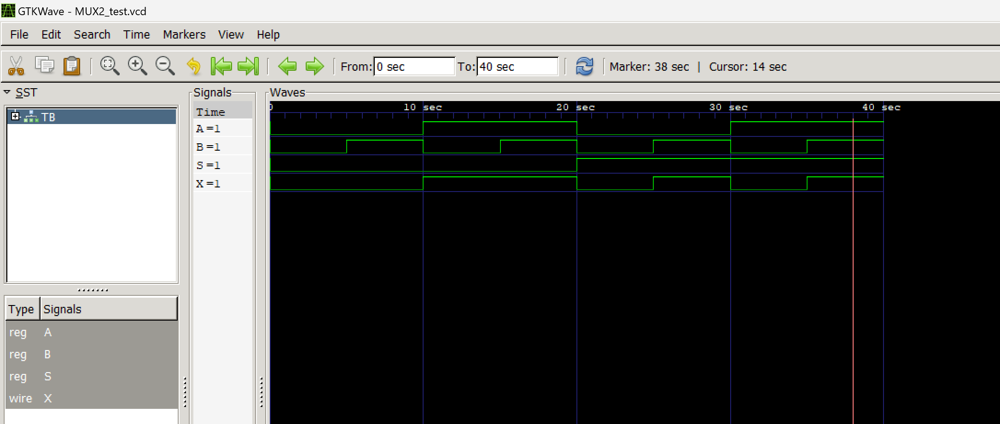 GTKWave - MUX2_test.vcd
File Edit Search Time Markers View Help
From: 0 sec To: 40 sec Marker: 38 sec | Cursor: 14 sec
SST
TB
Type Signals
reg A
reg B
reg S
wire X
Signals
Time
A=1
B=1
S=1
X=1
Waves
0 10 sec 20 sec 30 sec 40 sec